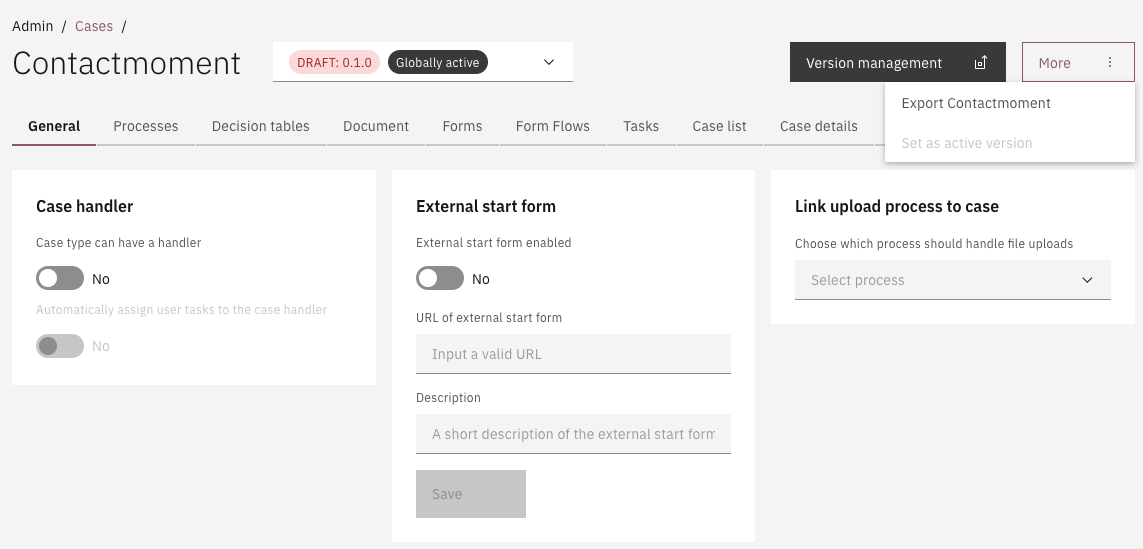 Admin / Cases /
Contactmoment
DRAFT: 0.1.0 Globally active
Version management
More
Export Contactmoment
Set as active version
General Processes Decision tables Document Forms Form Flows Tasks Case list Case details
Case handler
Case type can have a handler
No
Automatically assign user tasks to the case handler
No
External start form
External start form enabled
No
URL of external start form
Input a valid URL
Description
A short description of the external start form
Save
Link upload process to case
Choose which process should handle file uploads
Select process